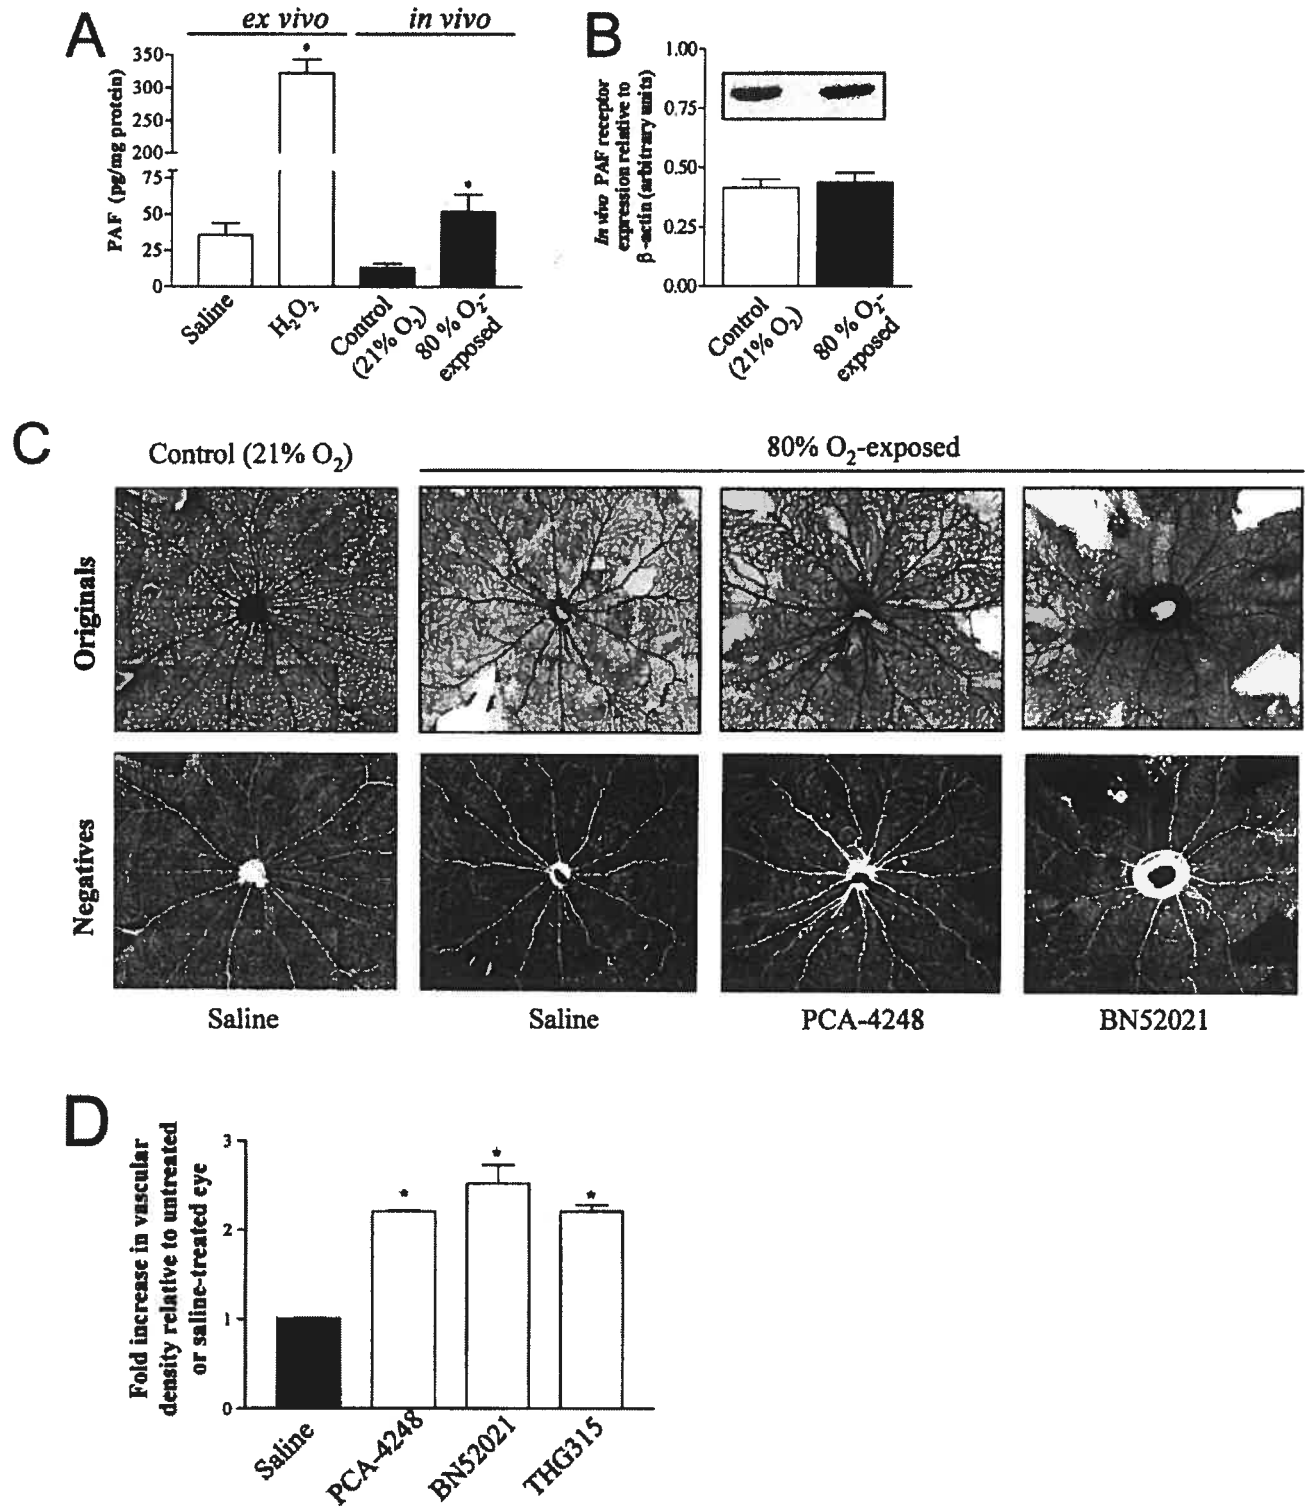 A
ex vivo
in vivo
PAF (pg/mg protein)
350
300
250
200
75
50
25
0
*
*
Saline
H2O2
Control
(21% O2)
80 % O2-
exposed
B
In vivo PAF receptor
expression relative to
β-actin (arbitrary units)
1.00
0.75
0.50
0.25
0.00
Control
(21% O2)
80 % O2-
exposed
C
Control (21% O2)
80% O2-exposed
Originals
Negatives
Saline
Saline
PCA-4248
BN52021
D
Fold increase in vascular
density relative to untreated
or saline-treated eye
3
2
1
0
*
*
*
Saline
PCA-4248
BN52021
THG315